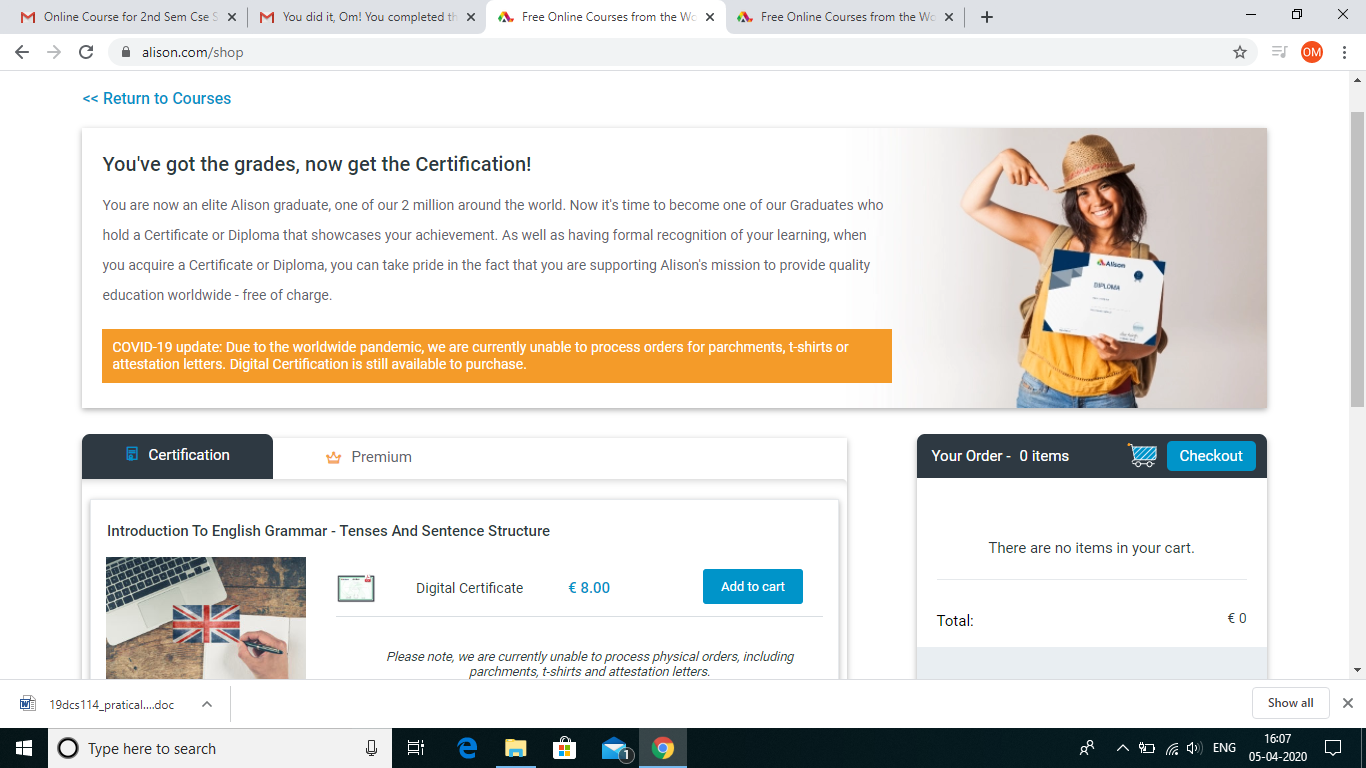 Online Course for 2nd Sem Cse S
You did it, Om! You completed th
Free Online Courses from the Wo
Free Online Courses from the Wo
alison.com/shop
OM
<< Return to Courses
You've got the grades, now get the Certification!
You are now an elite Alison graduate, one of our 2 million around the world. Now it's time to become one of our Graduates who
hold a Certificate or Diploma that showcases your achievement. As well as having formal recognition of your learning, when
you acquire a Certificate or Diploma, you can take pride in the fact that you are supporting Alison's mission to provide quality
education worldwide - free of charge.
COVID-19 update: Due to the worldwide pandemic, we are currently unable to process orders for parchments, t-shirts or
attestation letters. Digital Certification is still available to purchase.
Alison
DIPLOMA
Certification
Premium
Your Order - 0 items
Checkout
Introduction To English Grammar - Tenses And Sentence Structure
Digital Certificate
€ 8.00
Add to cart
Please note, we are currently unable to process physical orders, including
parchments, t-shirts and attestation letters.
There are no items in your cart.
Total:
€ 0
19dcs114_pratical....doc
Show all
Type here to search
1
ENG
16:07
05-04-2020